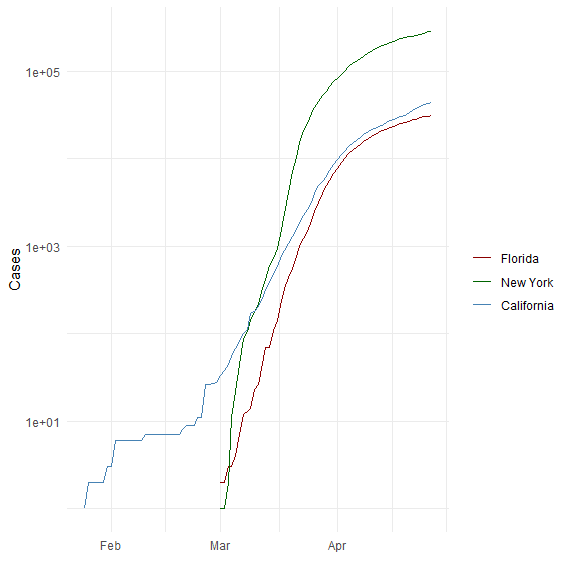 1e+05
1e+03
1e+01
Cases
Feb
Mar
Apr
Florida
New York
California